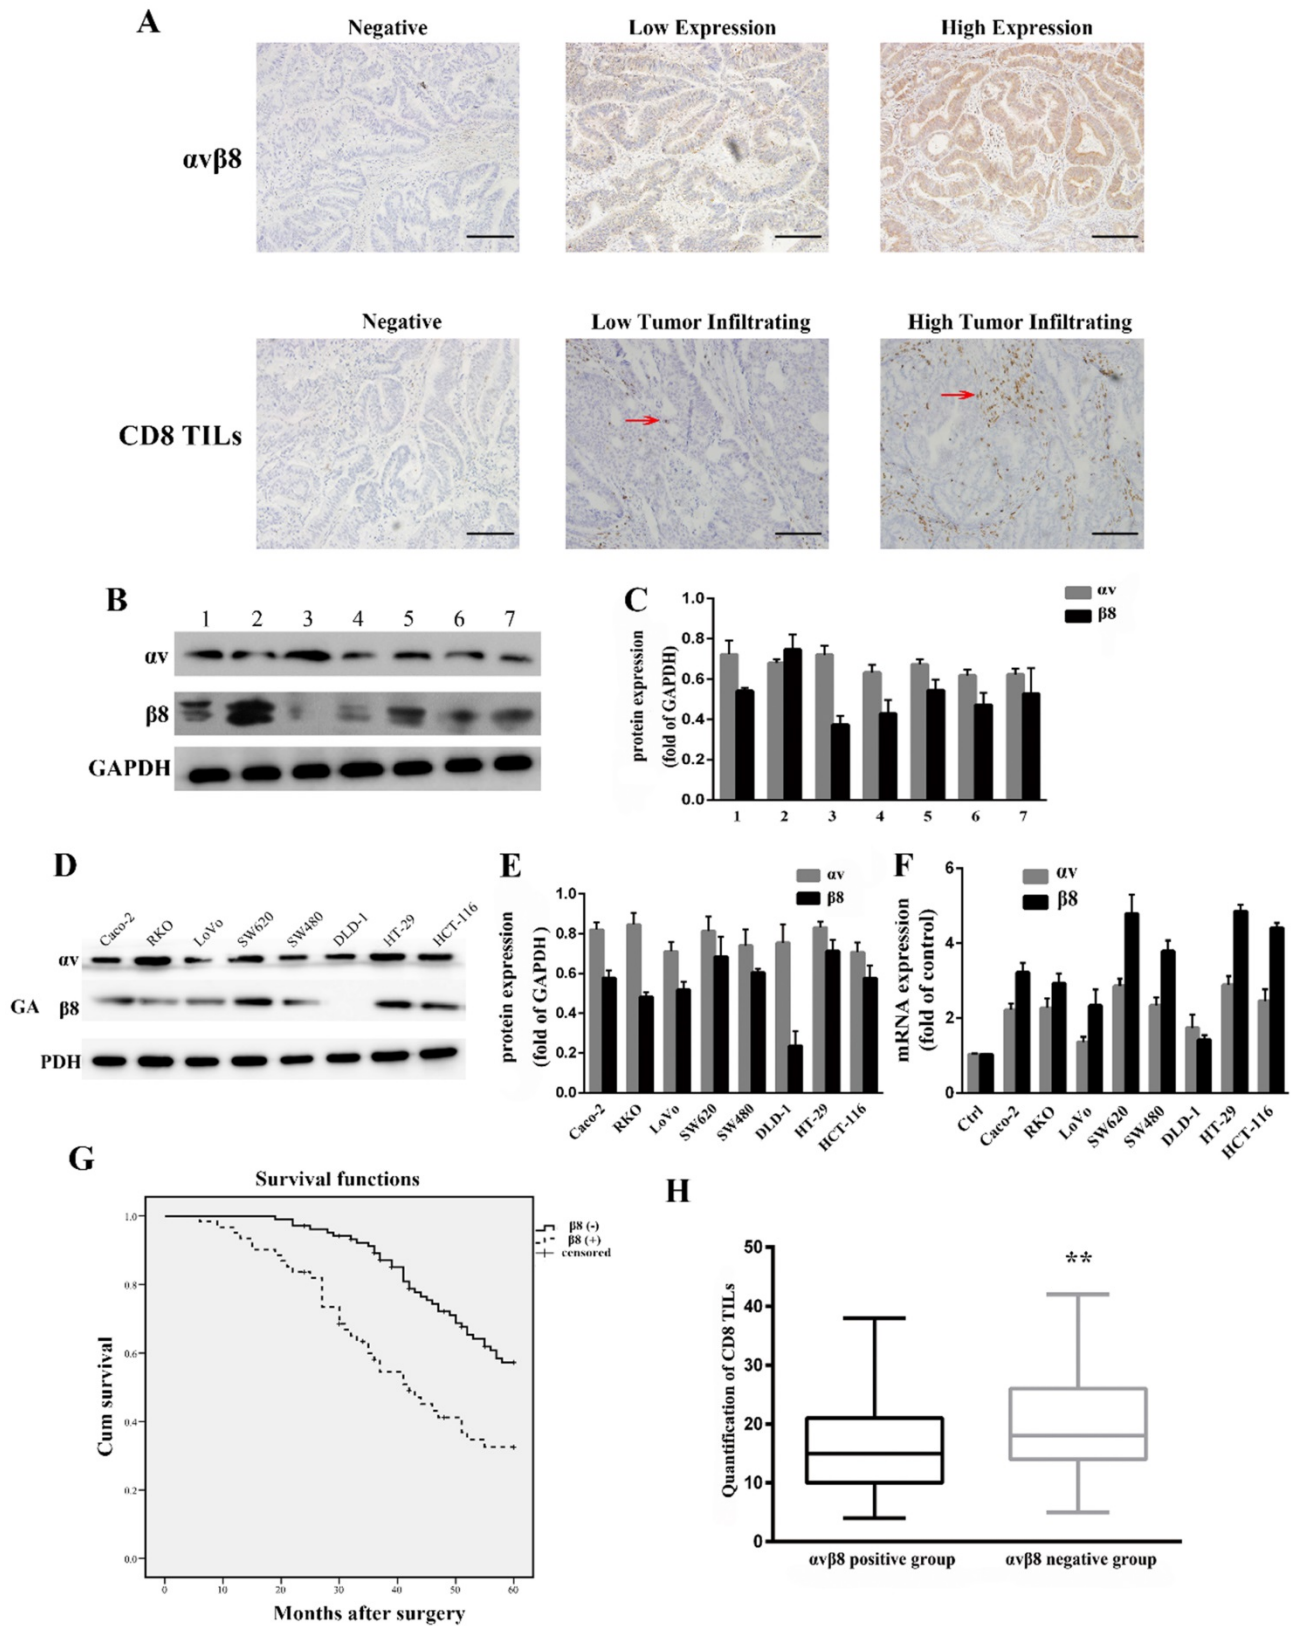 A
Negative
Low Expression
High Expression
αvβ8
Negative
Low Tumor Infiltrating
High Tumor Infiltrating
CD8 TILs
B
1 2 3 4 5 6 7
αv
β8
GAPDH
C
αv
β8
protein expression
(fold of GAPDH)
1.0
0.8
0.6
0.4
0.2
0.0
1 2 3 4 5 6 7
D
Caco-2 RKO LoVo SW620 SW480 DLD-1 HT-29 HCT-116
αv
GA β8
PDH
E
αv
β8
protein expression
(fold of GAPDH )
1.0
0.8
0.6
0.4
0.2
0.0
Caco-2 RKO LoVo SW620 SW480 DLD-1 HT-29 HCT-116
F
αv
β8
mRNA expression
(fold of control)
6
4
2
0
Ctrl Caco-2 RKO LoVo SW620 SW480 DLD-1 HT-29 HCT-116
G
Survival functions
β8 (-)
β8 (+)
censored
Cum survival
1.0
0.8
0.6
0.4
0.2
0.0
0 10 20 30 40 50 60
Months after surgery
H
**
Quantification of CD8 TILs
50
40
30
20
10
0
αvβ8 positive group
αvβ8 negative group